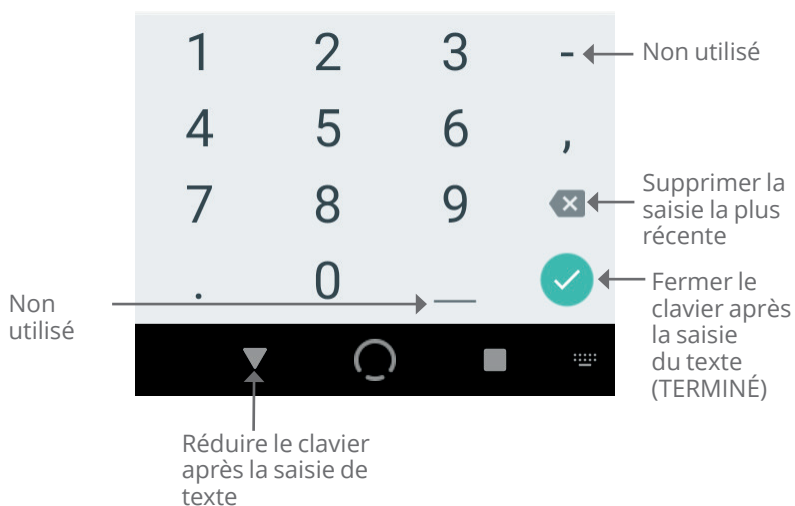 1 2 3 - Non utilisé
4 5 6 ,
7 8 9 Supprimer la
saisie la plus
récente
. 0 _ Fermer le
clavier après
la saisie
du texte
(TERMINÉ)
Non
utilisé
Réduire le clavier
après la saisie de
texte